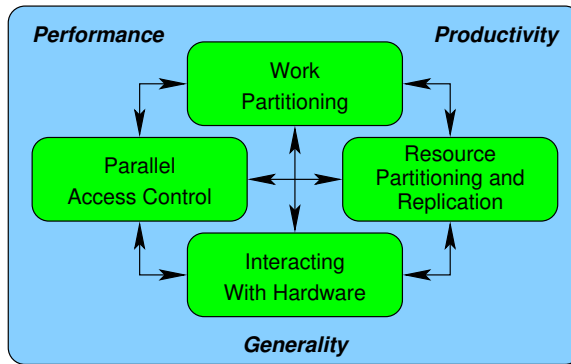 Performance
Productivity
Work
Partitioning
Parallel
Access Control
Resource
Partitioning and
Replication
Interacting
With Hardware
Generality